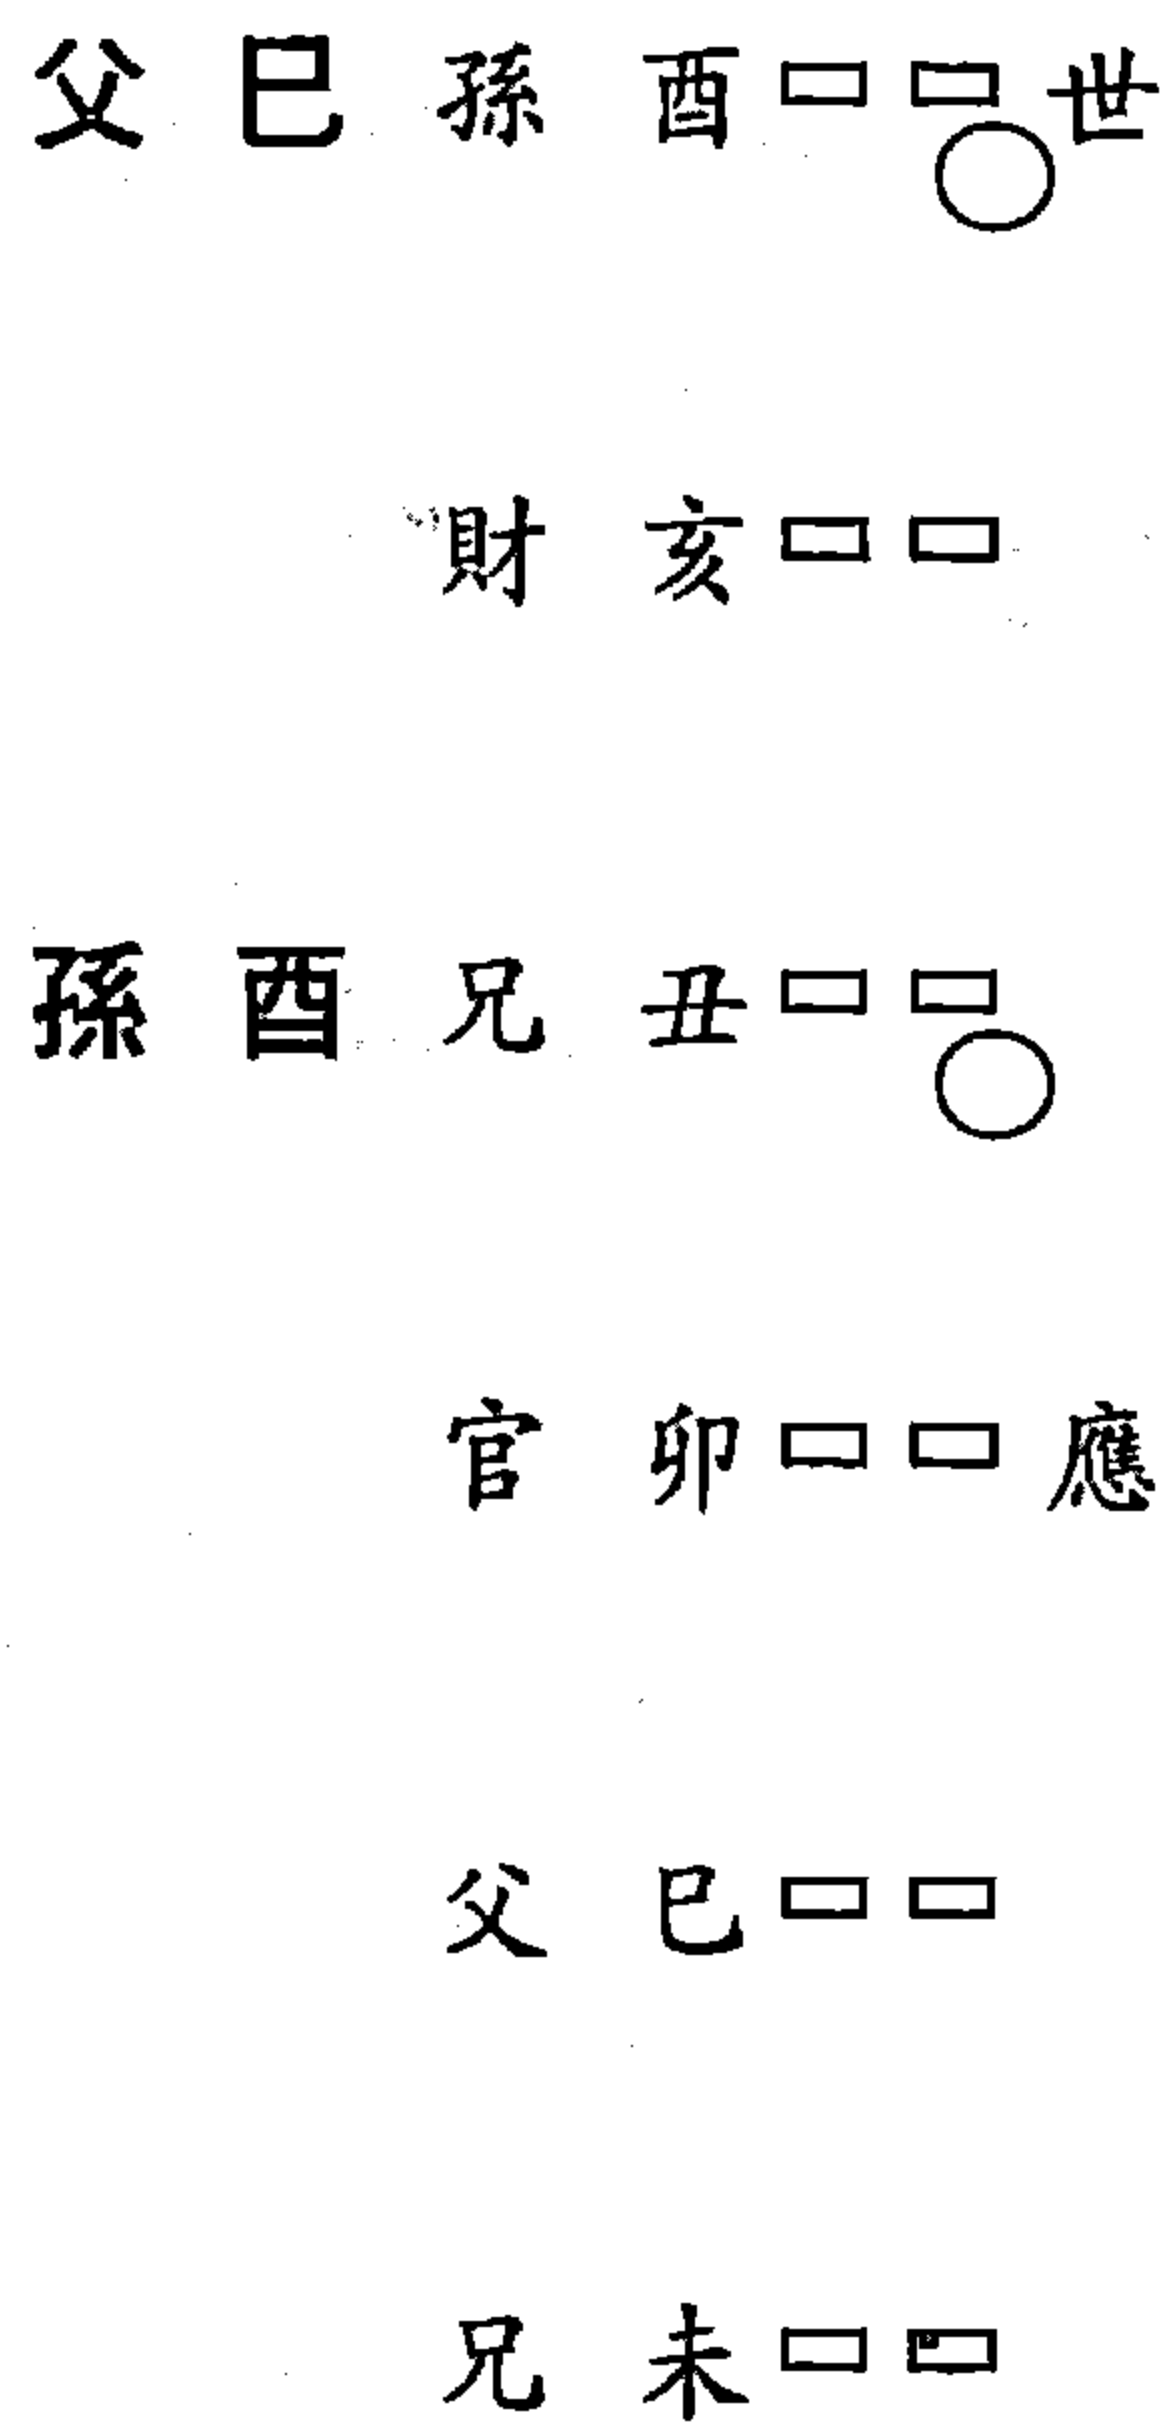 父 巳 孫 酉 世
財 亥
孫 酉 兄 丑
官 卯 應
父 巳
兄 未